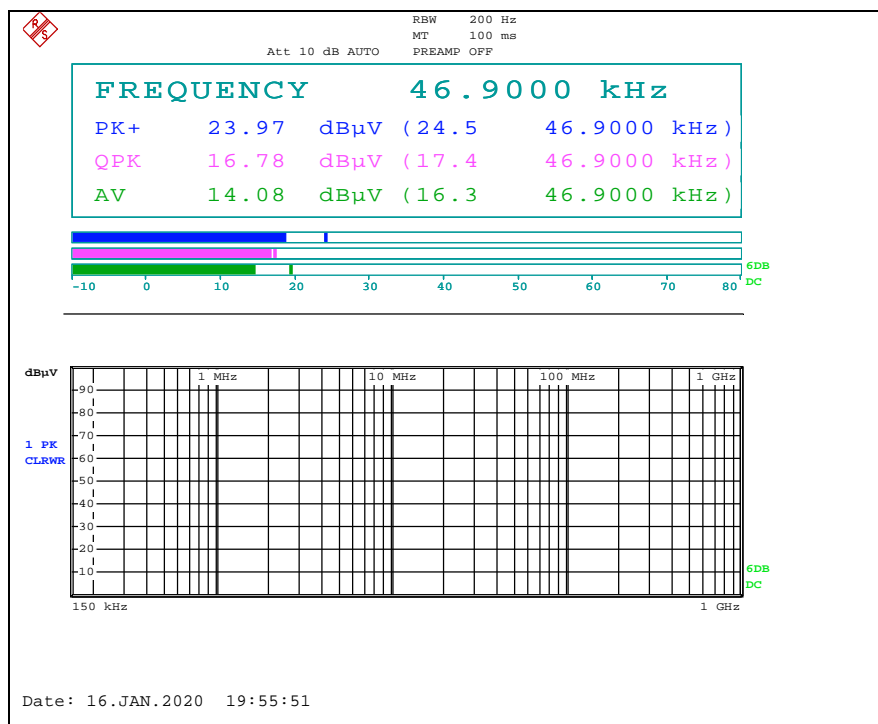 R S
RBW 200 Hz
MT 100 ms
Att 10 dB AUTO PREAMP OFF
FREQUENCY 46.9000 kHz
PK+ 23.97 dBµV (24.5 46.9000 kHz)
QPK 16.78 dBµV (17.4 46.9000 kHz)
AV 14.08 dBµV (16.3 46.9000 kHz)
6DB
DC
-10 0 10 20 30 40 50 60 70 80
dBµV
1 MHz 10 MHz 100 MHz 1 GHz
90
80
70
1 PK
60
CLRWR
50
40
30
20
10
6DB
DC
150 kHz 1 GHz
Date: 16.JAN.2020 19:55:51